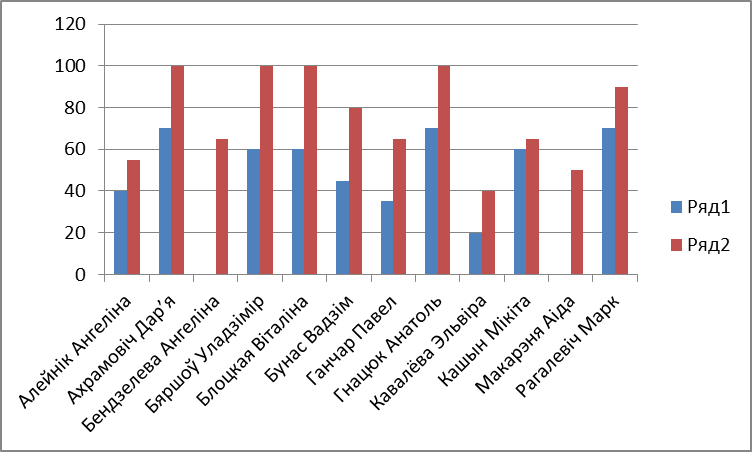 120
100
80
60
40
20
0
Ряд1
Ряд2
Алейнік Ангеліна
Ахрамовіч Дар'я
Бендзелева Ангеліна
Бяршоў Уладзімір
Блоцкая Віталіна
Бунас Вадзім
Ганчар Павел
Гнацюк Анатоль
Кавалёва Эльвіра
Кашын Мікіта
Макарэня Аіда
Рагалевіч Марк